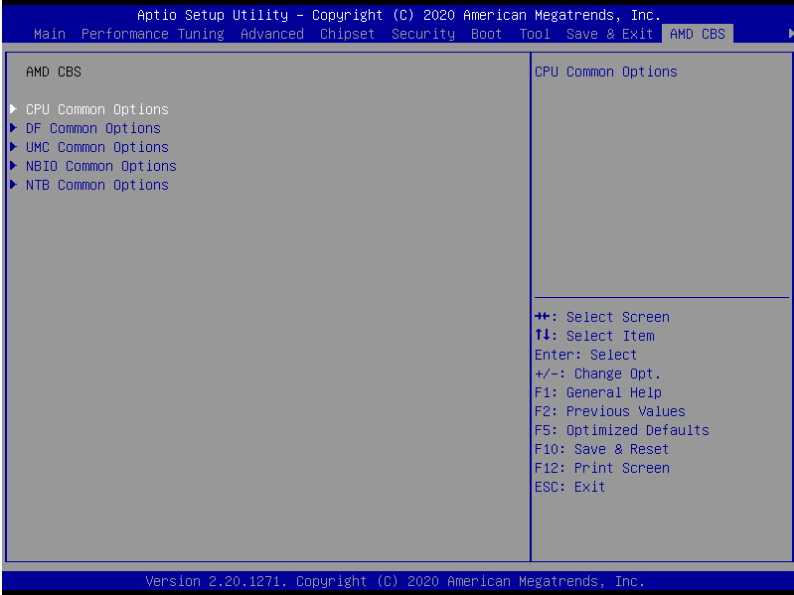 Aptio Setup Utility – Copyright (C) 2020 American Megatrends, Inc.
Main Performance Tuning Advanced Chipset Security Boot Tool Save & Exit AMD CBS
AMD CBS
CPU Common Options
DF Common Options
UMC Common Options
NBIO Common Options
NTB Common Options
CPU Common Options
→←: Select Screen
↑↓: Select Item
Enter: Select
+/-: Change Opt.
F1: General Help
F2: Previous Values
F5: Optimized Defaults
F10: Save & Reset
F12: Print Screen
ESC: Exit
Version 2.20.1271. Copyright (C) 2020 American Megatrends, Inc.